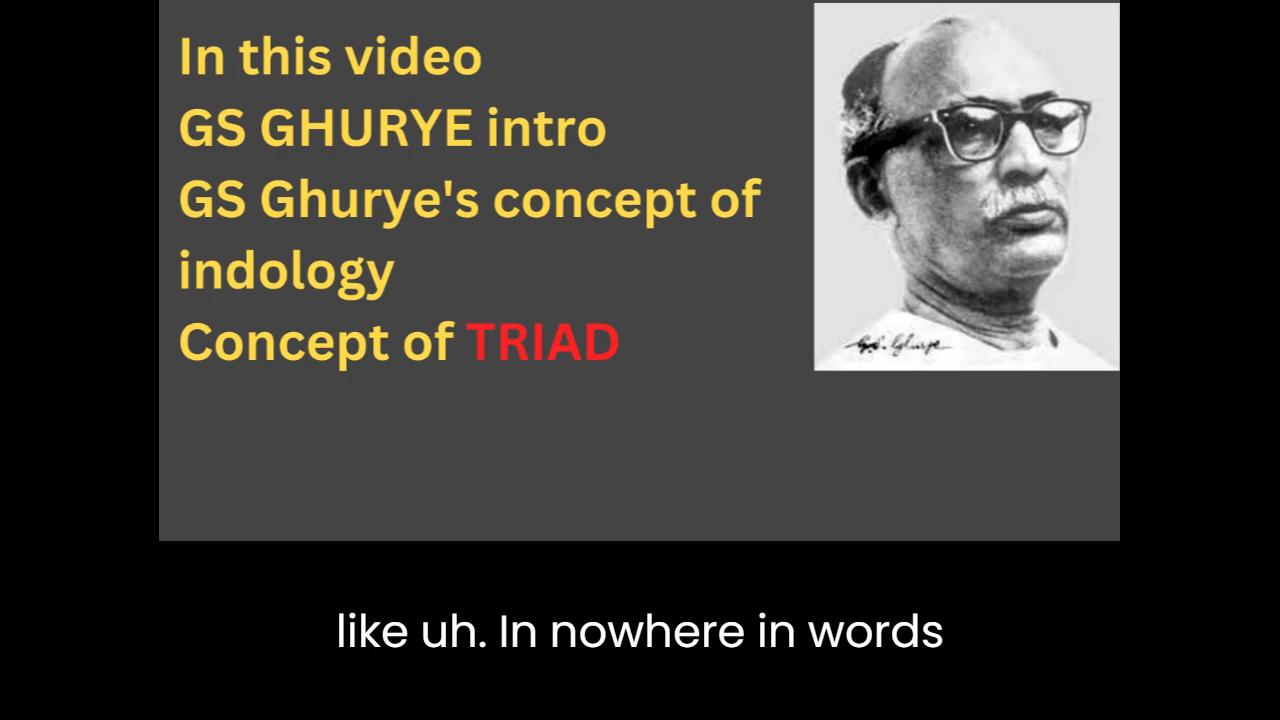 In this video
GS GHURYE intro
GS Ghurye's concept of
indology
Concept of TRIAD
G.S. Ghurye
like uh. In nowhere in words